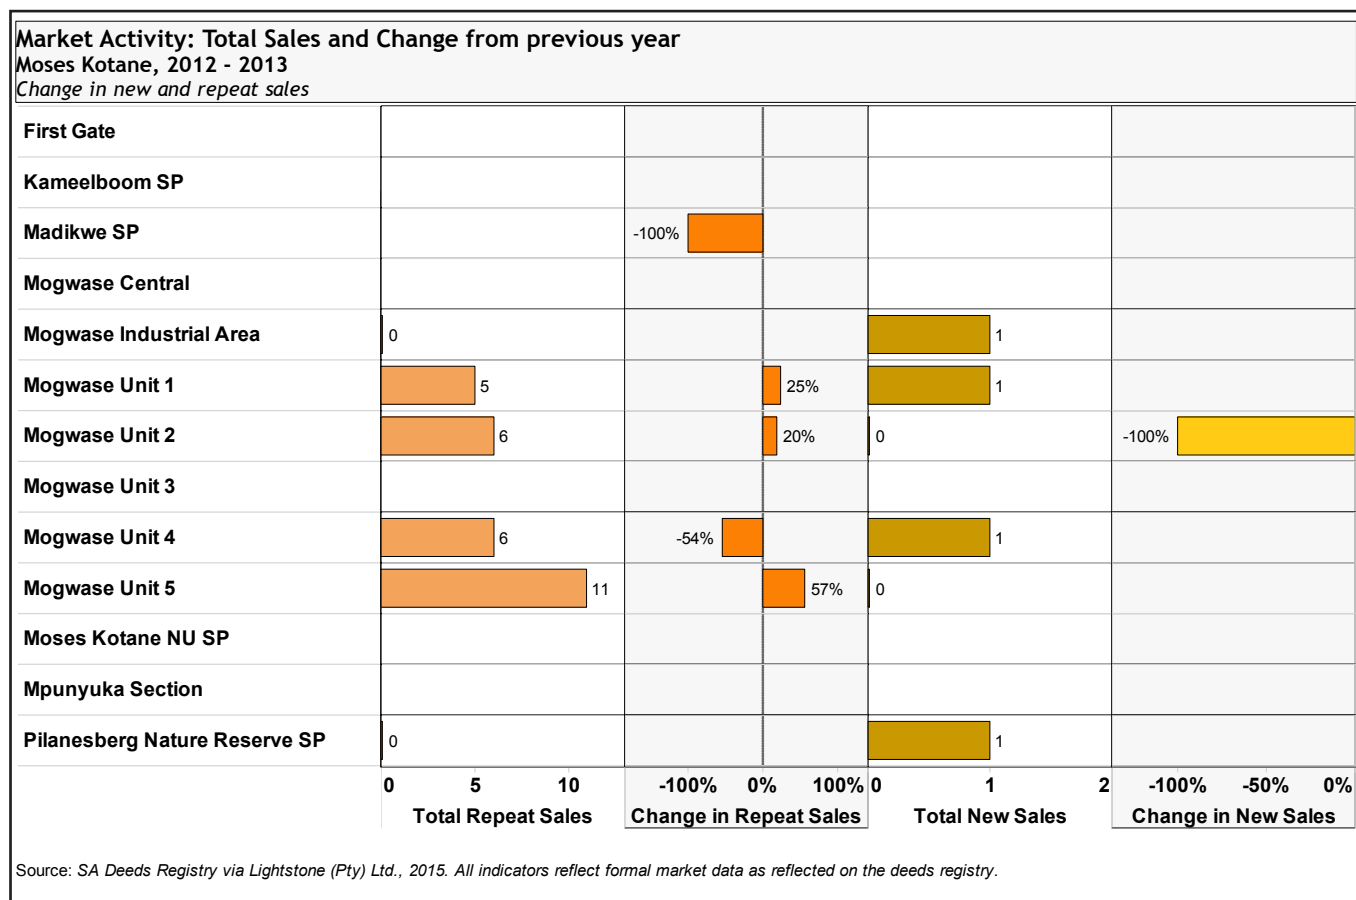 Market Activity: Total Sales and Change from previous year
Moses Kotane, 2012 - 2013
Change in new and repeat sales
First Gate
Kameelboom SP
Madikwe SP -100%
Mogwase Central
Mogwase Industrial Area 0 1
Mogwase Unit 1 5 25% 1
Mogwase Unit 2 6 20% 0 -100%
Mogwase Unit 3
Mogwase Unit 4 6 -54% 1
Mogwase Unit 5 11 57% 0
Moses Kotane NU SP
Mpunyuka Section
Pilanesberg Nature Reserve SP 0 1
0 5 10 -100% 0% 100% 0 1 2 -100% -50% 0%
Total Repeat Sales Change in Repeat Sales Total New Sales Change in New Sales
Source: SA Deeds Registry via Lightstone (Pty) Ltd., 2015. All indicators reflect formal market data as reflected on the deeds registry.